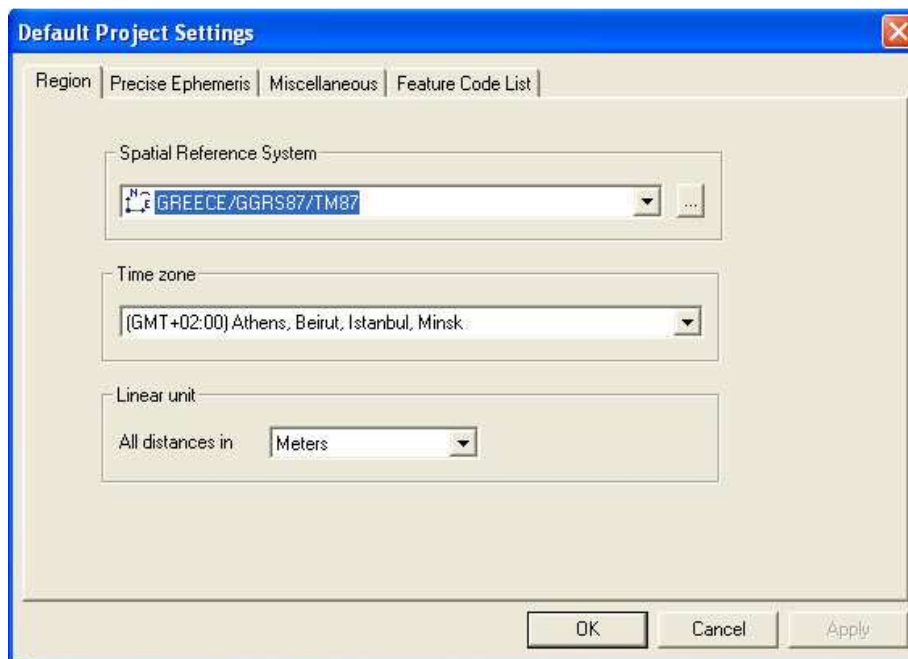 Default Project Settings
Region Precise Ephemeris Miscellaneous Feature Code List
Spatial Reference System
GREECE/GGRS87/TM87
...
Time zone
(GMT+02:00) Athens, Beirut, Istanbul, Minsk
Linear unit
All distances in Meters
OK Cancel Apply